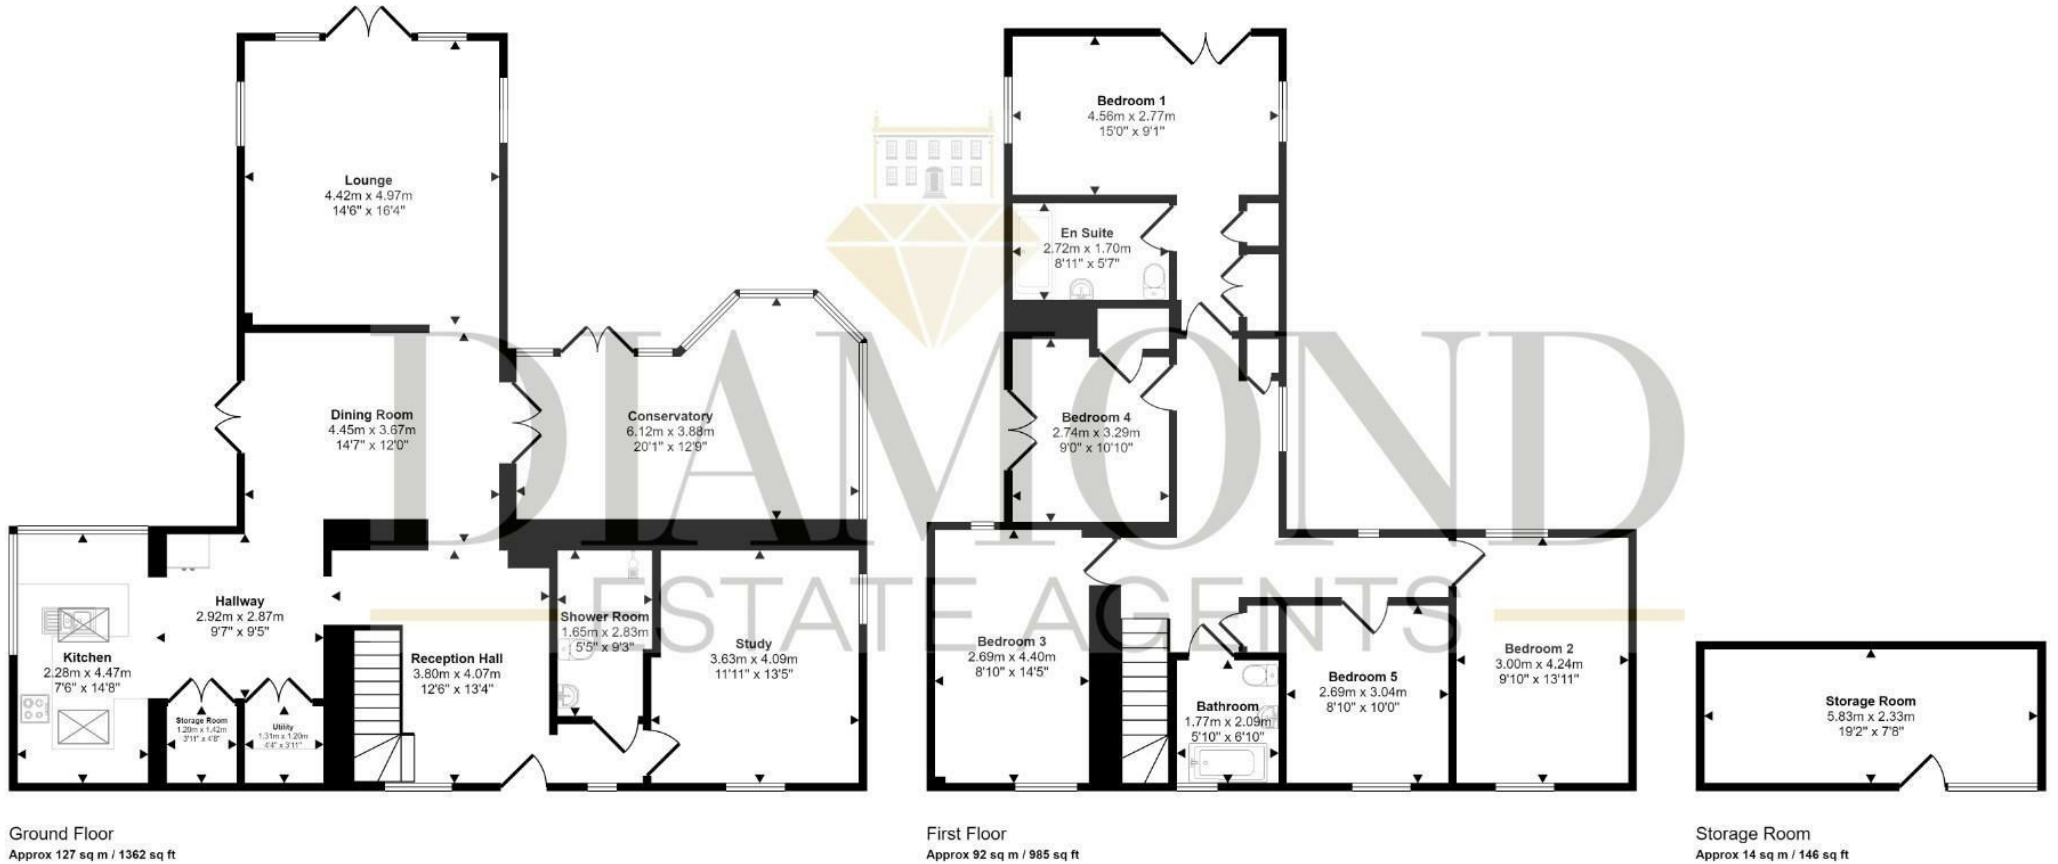 Lounge
4.42m x 4.97m
14'6" x 16'4"
Dining Room
4.45m x 3.67m
14'7" x 12'0"
Conservatory
6.12m x 3.88m
20'1" x 12'9"
Hallway
2.92m x 2.87m
9'7" x 9'5"
Kitchen
2.28m x 4.47m
7'6" x 14'8"
Storage Room
1.20m x 1.42m
3'11" x 4'8"
Utility
1.31m x 1.20m
4'4" x 3'11"
Reception Hall
3.80m x 4.07m
12'6" x 13'4"
Shower Room
1.65m x 2.83m
5'5" x 9'3"
Study
3.63m x 4.09m
11'11" x 13'5"
Ground Floor
Approx 127 sq m / 1362 sq ft
Bedroom 1
4.56m x 2.77m
15'0" x 9'1"
En Suite
2.72m x 1.70m
8'11" x 5'7"
Bedroom 4
2.74m x 3.29m
9'0" x 10'10"
Bedroom 3
2.69m x 4.40m
8'10" x 14'5"
Bathroom
1.77m x 2.09m
5'10" x 6'10"
Bedroom 5
2.69m x 3.04m
8'10" x 10'0"
Bedroom 2
3.00m x 4.24m
9'10" x 13'11"
First Floor
Approx 92 sq m / 985 sq ft
Storage Room
5.83m x 2.33m
19'2" x 7'8"
Storage Room
Approx 14 sq m / 146 sq ft
DIAMOND
ESTATE AGENTS